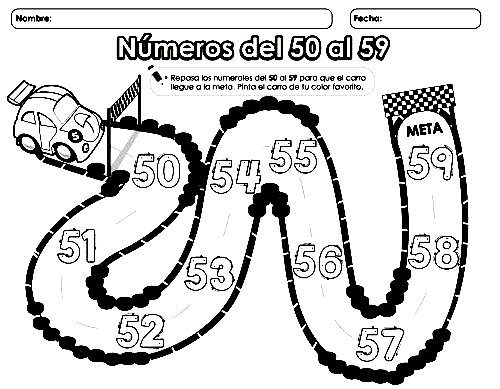 Nombre:
Fecha:
Números del 50 al 59
Repasa los numerales del 50 al 59 para que el carro
llegue a la meta. Pinta el carro de tu color favorito.
META
50
51
52
53
54
55
56
57
58
59